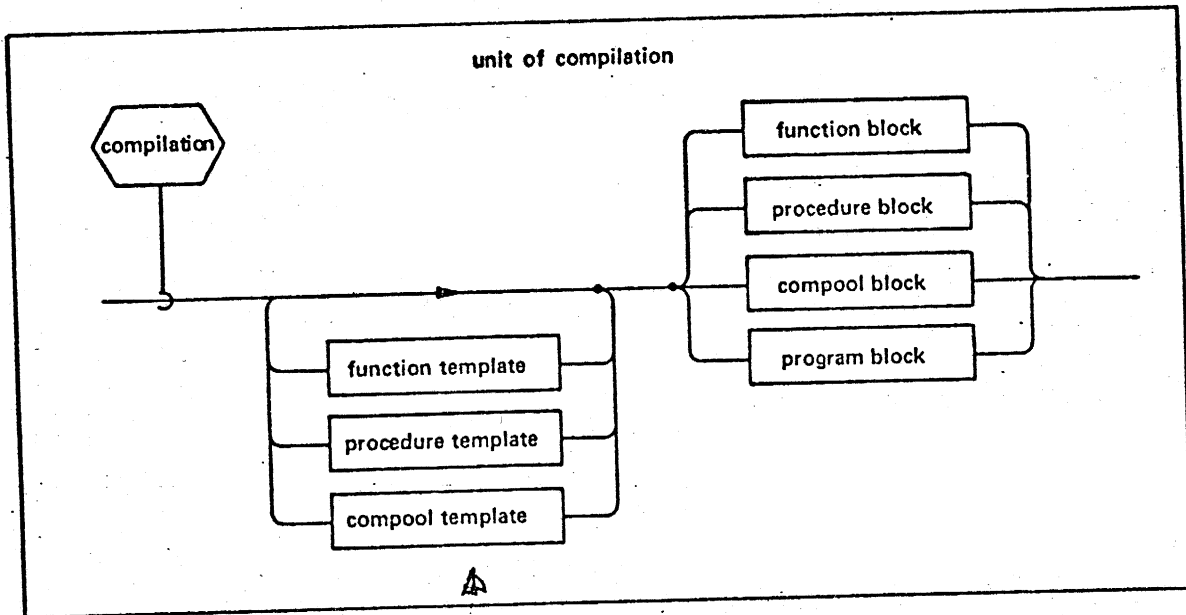 unit of compilation
compilation
function block
procedure block
compool block
program block
function template
procedure template
compool template